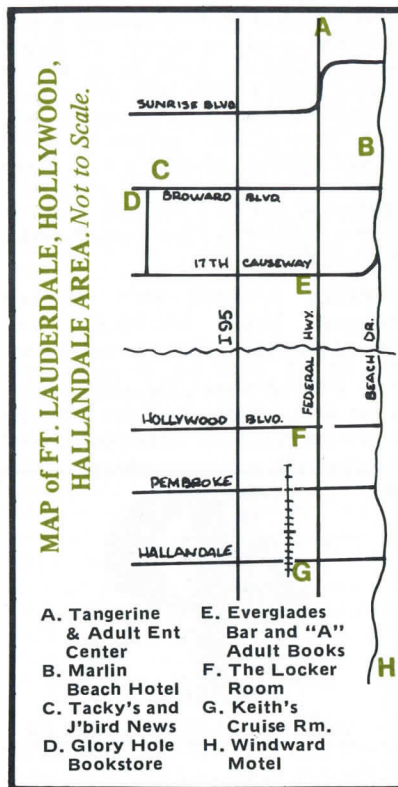 MAP of FT. LAUDERDALE, HOLLYWOOD,
HALLANDALE AREA. Not to Scale.
A
SUNRISE BLVD
B
C
D
BROWARD BLVD.
17TH CAUSEWAY
E
I95
FEDERAL HWY.
BEACH DR.
HOLLYWOOD BLVD.
F
PEMBROKE
HALLANDALE
G
H
A. Tangerine
& Adult Ent
Center
B. Marlin
Beach Hotel
C. Tacky's and
J'bird News
D. Glory Hole
Bookstore
E. Everglades
Bar and "A"
Adult Books
F. The Locker
Room
G. Keith's
Cruise Rm.
H. Windward
Motel